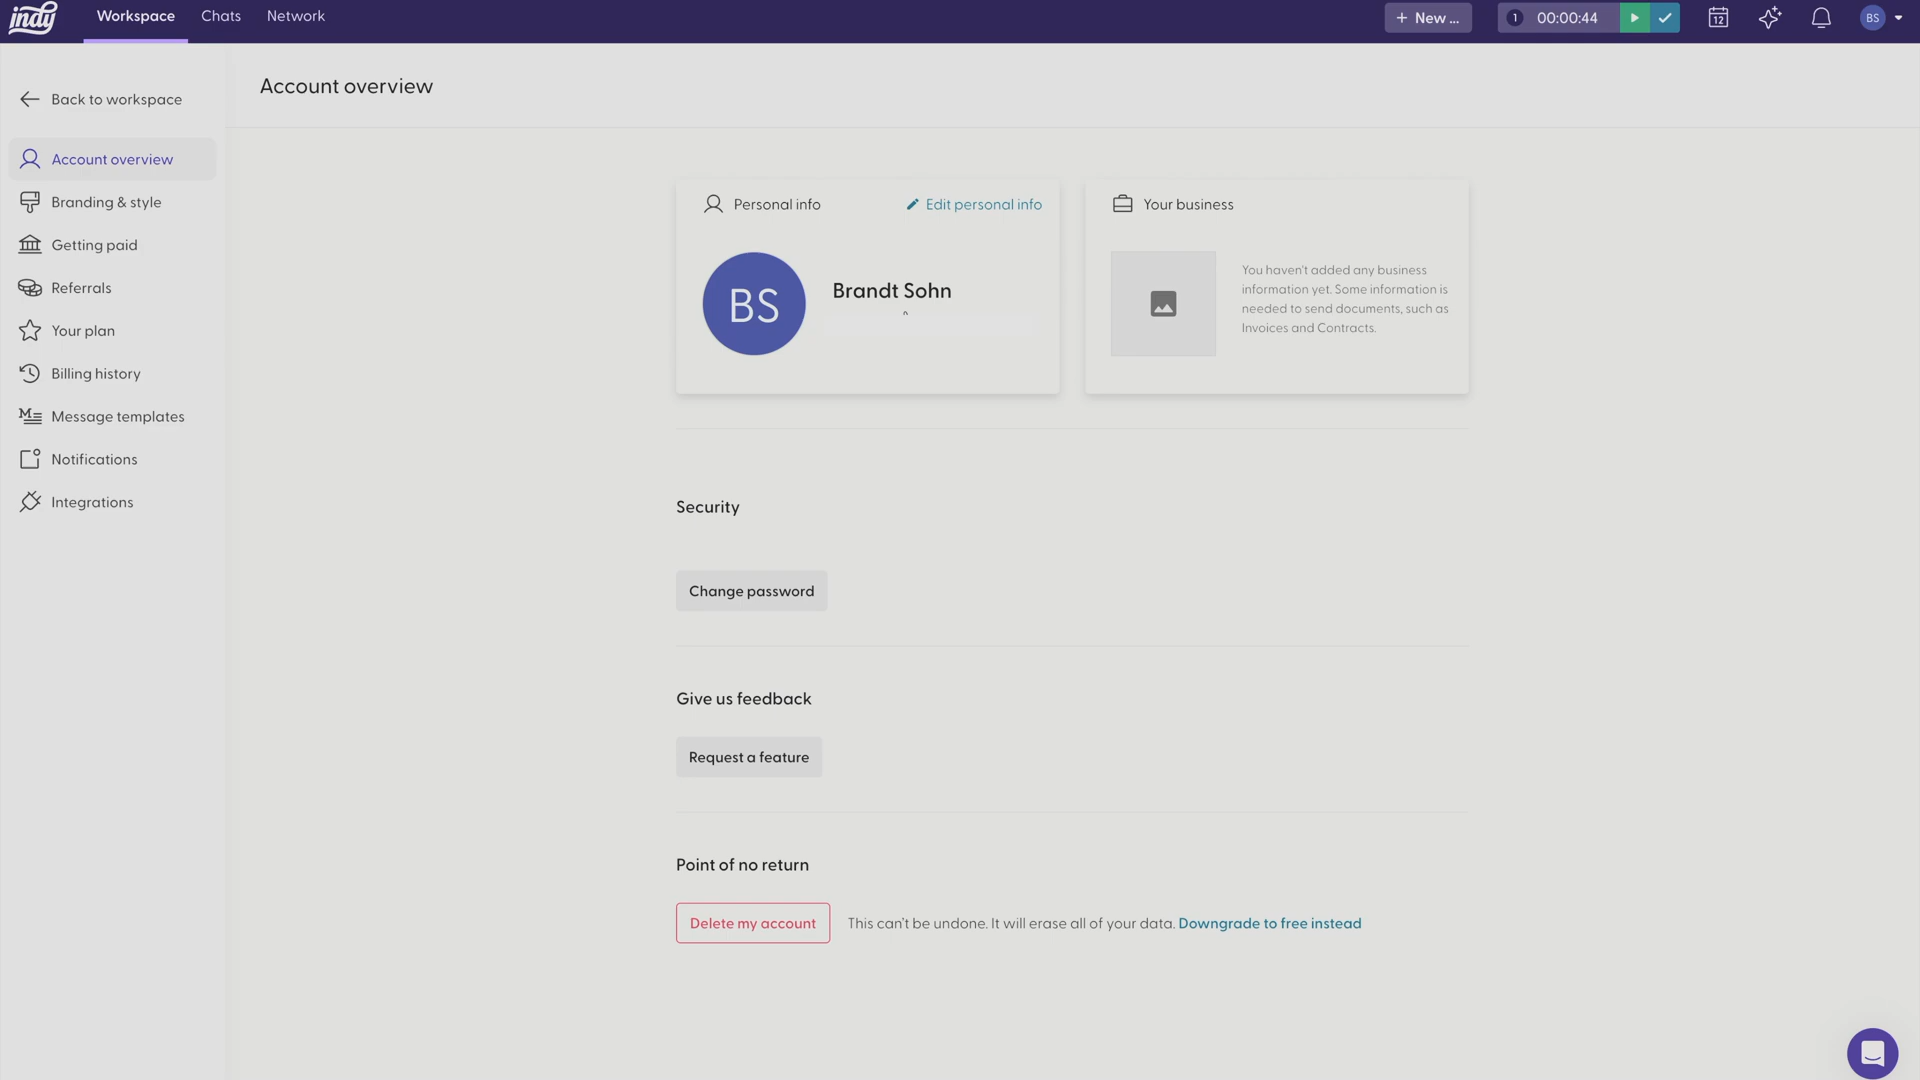 indy
Workspace
Chats
Network
+ New ...
1 00:00:44
12
BS
Back to workspace
Account overview
Account overview
Branding & style
Getting paid
Referrals
Your plan
Billing history
Message templates
Notifications
Integrations
Personal info
Edit personal info
BS
Brandt Sohn
Your business
You haven't added any business
information yet. Some information is
needed to send documents, such as
Invoices and Contracts.
Security
Change password
Give us feedback
Request a feature
Point of no return
Delete my account
This can't be undone. It will erase all of your data. Downgrade to free instead